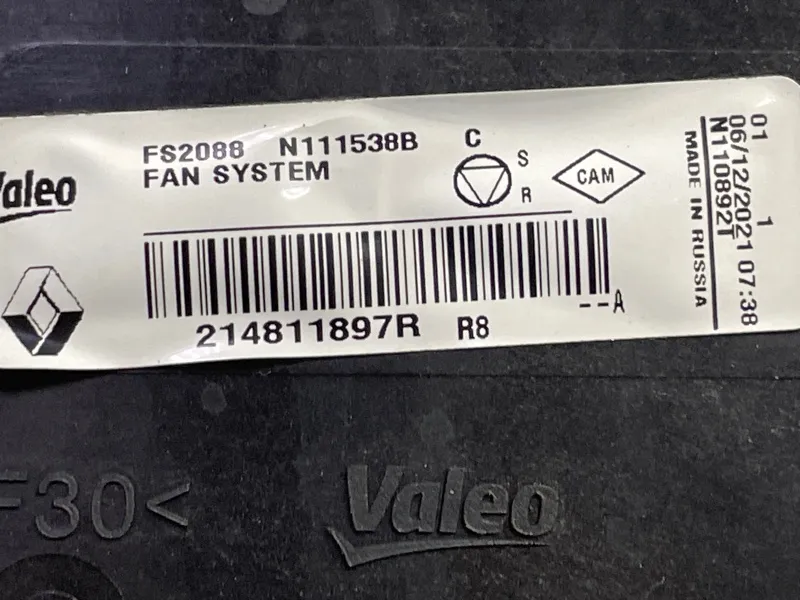 Valeo
FS2088 N111538B
FAN SYSTEM
C
S
R
CAM
214811897R R8
--A
01 1
06/12/2021 07:38
N110892T
MADE IN RUSSIA
F30<
Valeo